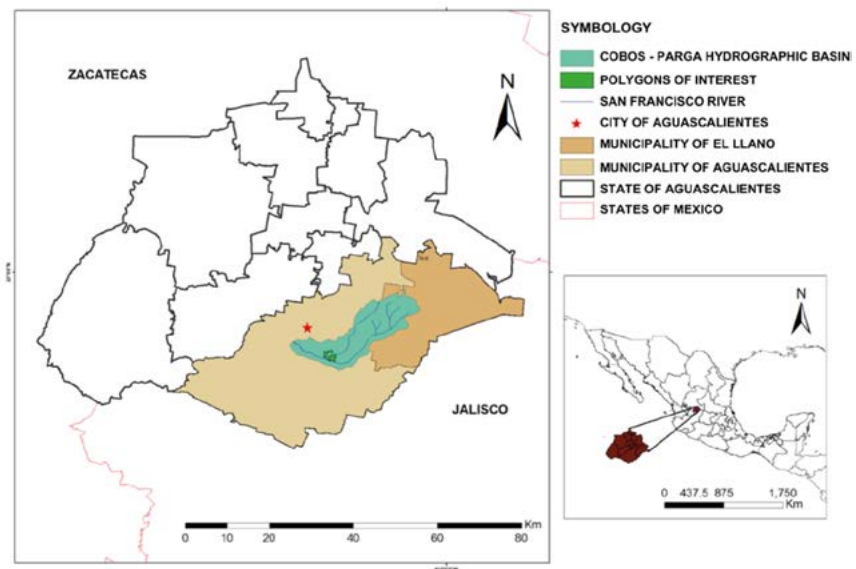 SYMBOLOGY
COBOS - PARGA HYDROGRAPHIC BASIN
POLYGONS OF INTEREST
SAN FRANCISCO RIVER
CITY OF AGUASCALIENTES
MUNICIPALITY OF EL LLANO
MUNICIPALITY OF AGUASCALIENTES
STATE OF AGUASCALIENTES
STATES OF MEXICO
ZACATECAS
N
JALISCO
Km
0 10 20 40 60 80
N
0 437.5 875 1,750
Km